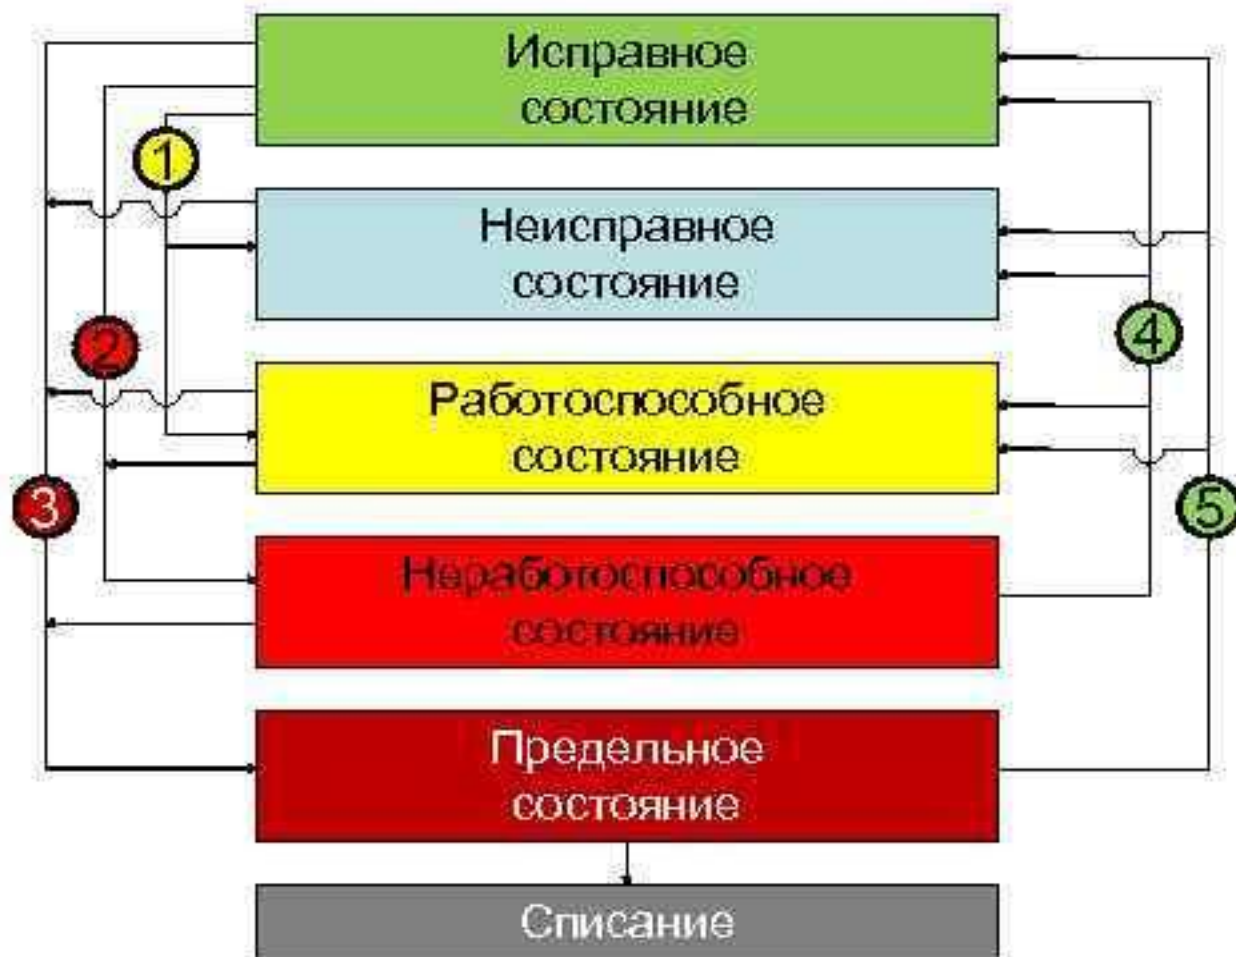 Исправное
состояние
1
Неисправное
состояние
2
4
Работоспособное
состояние
3
5
Неработоспособное
состояние
Предельное
состояние
Списание